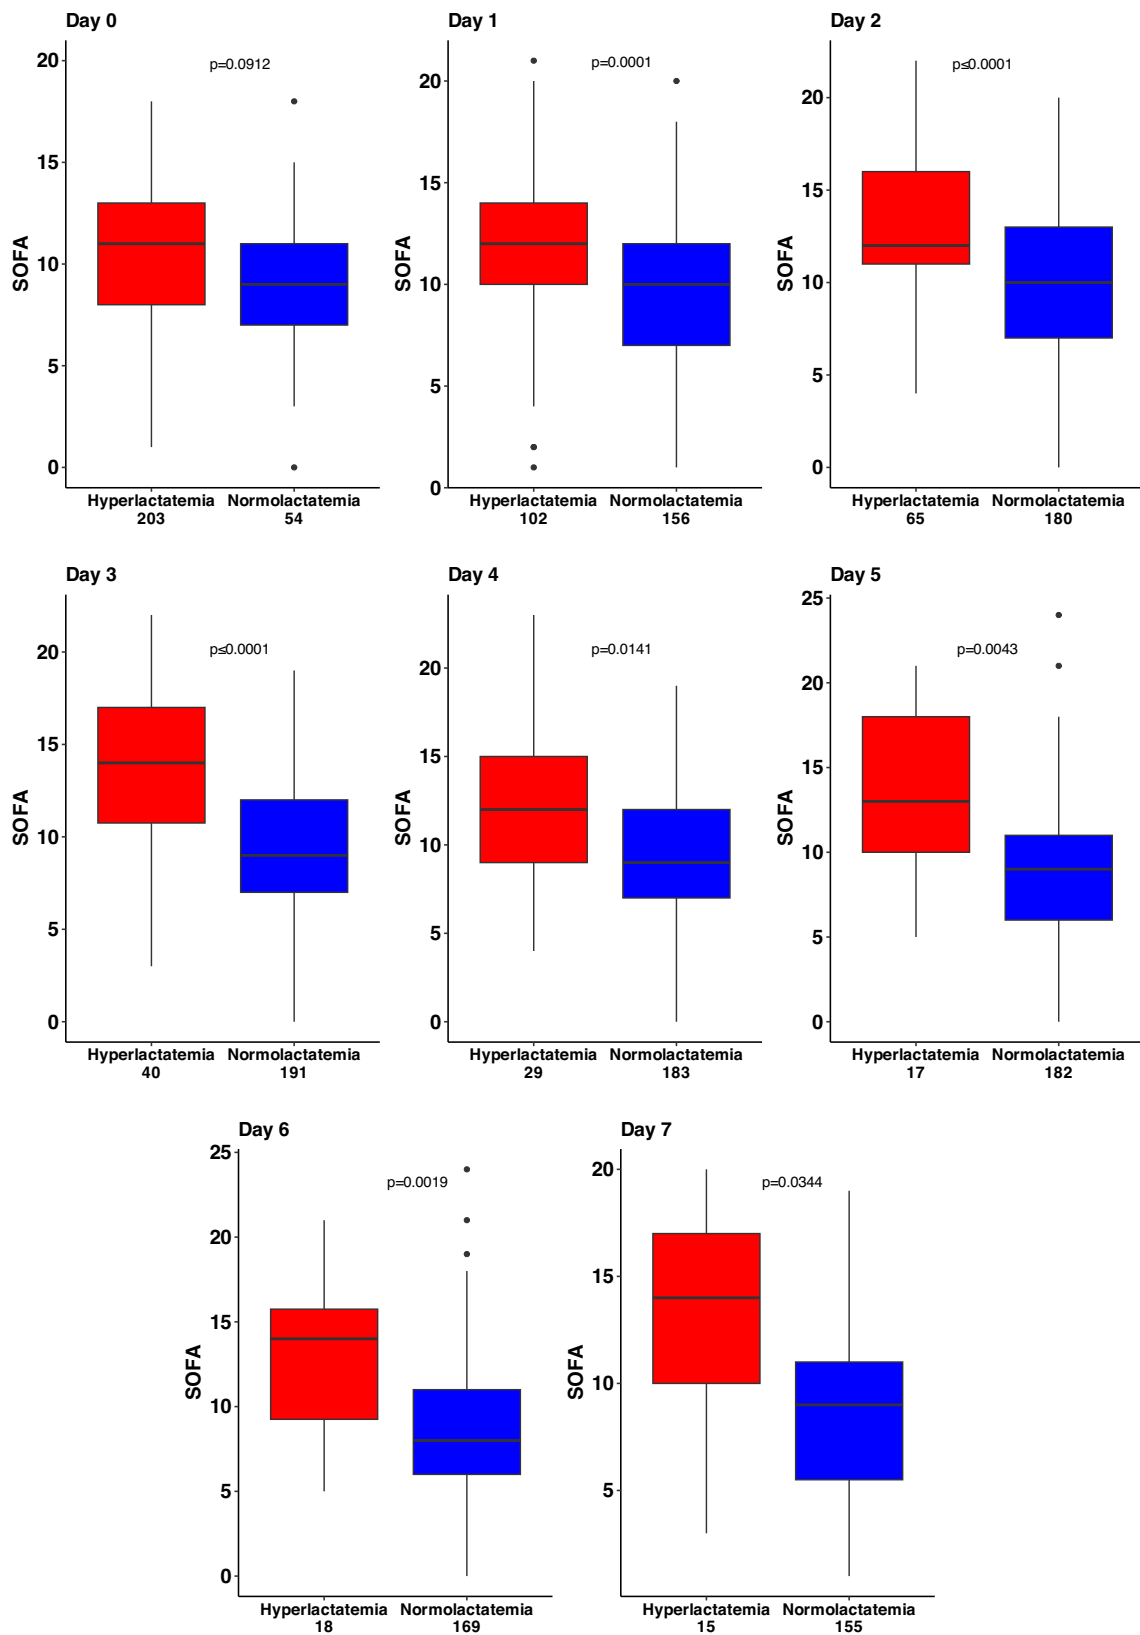 Day 0
p=0.0912
SOFA
20
15
10
5
0
Hyperlactatemia Normolactatemia
203 54
Day 1
p=0.0001
SOFA
20
15
10
5
0
Hyperlactatemia Normolactatemia
102 156
Day 2
p≤0.0001
SOFA
20
15
10
5
0
Hyperlactatemia Normolactatemia
65 180
Day 3
p≤0.0001
SOFA
20
15
10
5
0
Hyperlactatemia Normolactatemia
40 191
Day 4
p=0.0141
SOFA
20
15
10
5
0
Hyperlactatemia Normolactatemia
29 183
Day 5
p=0.0043
SOFA
25
20
15
10
5
0
Hyperlactatemia Normolactatemia
17 182
Day 6
p=0.0019
SOFA
25
20
15
10
5
0
Hyperlactatemia Normolactatemia
18 169
Day 7
p=0.0344
SOFA
20
15
10
5
Hyperlactatemia Normolactatemia
15 155